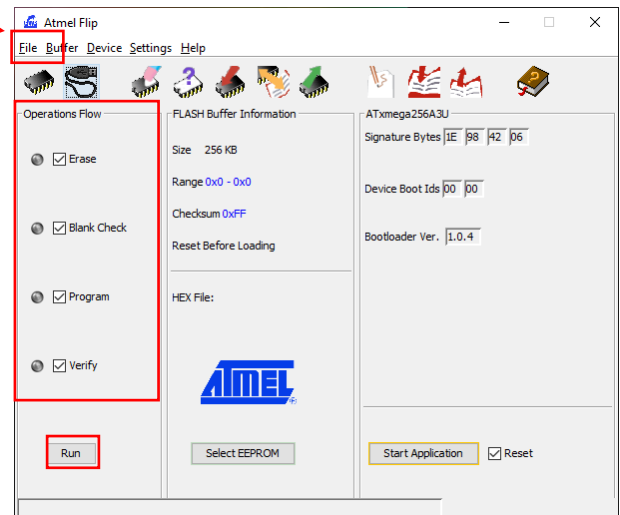 Atmel Flip
File Buffer Device Settings Help
Operations Flow
Erase
Blank Check
Program
Verify
Run
FLASH Buffer Information
Size 256 KB
Range 0x0 - 0x0
Checksum 0xFF
Reset Before Loading
HEX File:
ATMEL
Select EEPROM
ATxmega256A3U
Signature Bytes 1E 98 42 06
Device Boot Ids 00 00
Bootloader Ver. 1.0.4
Start Application Reset